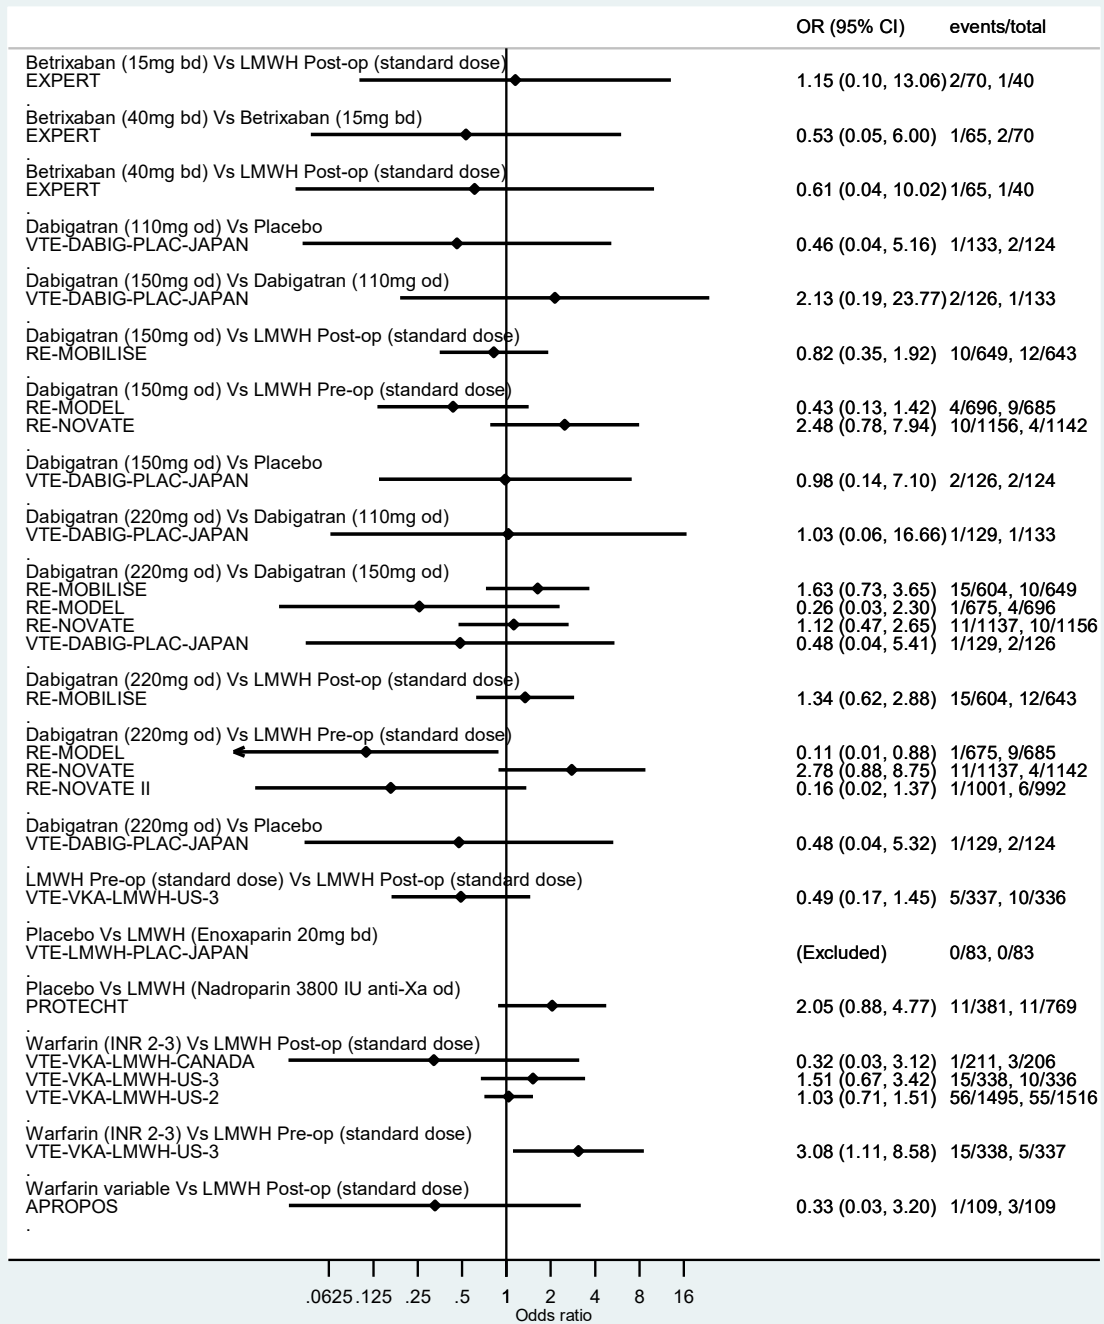 OR (95% CI) events/total
Betrixaban (15mg bd) Vs LMWH Post-op (standard dose)
EXPERT 1.15 (0.10, 13.06) 2/70, 1/40
.
Betrixaban (40mg bd) Vs Betrixaban (15mg bd)
EXPERT 0.53 (0.05, 6.00) 1/65, 2/70
.
Betrixaban (40mg bd) Vs LMWH Post-op (standard dose)
EXPERT 0.61 (0.04, 10.02) 1/65, 1/40
.
Dabigatran (110mg od) Vs Placebo
VTE-DABIG-PLAC-JAPAN 0.46 (0.04, 5.16) 1/133, 2/124
.
Dabigatran (150mg od) Vs Dabigatran (110mg od)
VTE-DABIG-PLAC-JAPAN 2.13 (0.19, 23.77) 2/126, 1/133
.
Dabigatran (150mg od) Vs LMWH Post-op (standard dose)
RE-MOBILISE 0.82 (0.35, 1.92) 10/649, 12/643
.
Dabigatran (150mg od) Vs LMWH Pre-op (standard dose)
RE-MODEL 0.43 (0.13, 1.42) 4/696, 9/685
RE-NOVATE 2.48 (0.78, 7.94) 10/1156, 4/1142
.
Dabigatran (150mg od) Vs Placebo
VTE-DABIG-PLAC-JAPAN 0.98 (0.14, 7.10) 2/126, 2/124
.
Dabigatran (220mg od) Vs Dabigatran (110mg od)
VTE-DABIG-PLAC-JAPAN 1.03 (0.06, 16.66) 1/129, 1/133
.
Dabigatran (220mg od) Vs Dabigatran (150mg od)
RE-MOBILISE 1.63 (0.73, 3.65) 15/604, 10/649
RE-MODEL 0.26 (0.03, 2.30) 1/675, 4/696
RE-NOVATE 1.12 (0.47, 2.65) 11/1137, 10/1156
VTE-DABIG-PLAC-JAPAN 0.48 (0.04, 5.41) 1/129, 2/126
.
Dabigatran (220mg od) Vs LMWH Post-op (standard dose)
RE-MOBILISE 1.34 (0.62, 2.88) 15/604, 12/643
.
Dabigatran (220mg od) Vs LMWH Pre-op (standard dose)
RE-MODEL 0.11 (0.01, 0.88) 1/675, 9/685
RE-NOVATE 2.78 (0.88, 8.75) 11/1137, 4/1142
RE-NOVATE II 0.16 (0.02, 1.37) 1/1001, 6/992
.
Dabigatran (220mg od) Vs Placebo
VTE-DABIG-PLAC-JAPAN 0.48 (0.04, 5.32) 1/129, 2/124
.
LMWH Pre-op (standard dose) Vs LMWH Post-op (standard dose)
VTE-VKA-LMWH-US-3 0.49 (0.17, 1.45) 5/337, 10/336
.
Placebo Vs LMWH (Enoxaparin 20mg bd)
VTE-LMWH-PLAC-JAPAN (Excluded) 0/83, 0/83
.
Placebo Vs LMWH (Nadroparin 3800 IU anti-Xa od)
PROTECHT 2.05 (0.88, 4.77) 11/381, 11/769
.
Warfarin (INR 2-3) Vs LMWH Post-op (standard dose)
VTE-VKA-LMWH-CANADA 0.32 (0.03, 3.12) 1/211, 3/206
VTE-VKA-LMWH-US-3 1.51 (0.67, 3.42) 15/338, 10/336
VTE-VKA-LMWH-US-2 1.03 (0.71, 1.51) 56/1495, 55/1516
.
Warfarin (INR 2-3) Vs LMWH Pre-op (standard dose)
VTE-VKA-LMWH-US-3 3.08 (1.11, 8.58) 15/338, 5/337
.
Warfarin variable Vs LMWH Post-op (standard dose)
APROPOS 0.33 (0.03, 3.20) 1/109, 3/109
.
.0625 .125 .25 .5 1 2 4 8 16
Odds ratio